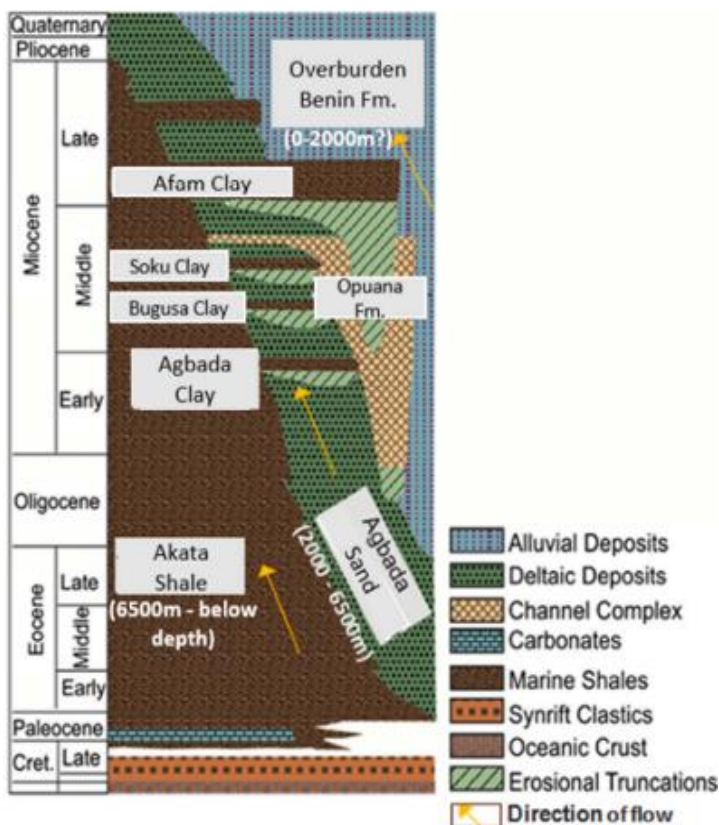 Quaternary
Pliocene
Miocene
Late
Middle
Early
Oligocene
Eocene
Late
Middle
Early
Paleocene
Cret.
Late
Overburden
Benin Fm.
(0-2000m?)
Afam Clay
Soku Clay
Bugusa Clay
Opuana
Fm.
Agbada
Clay
Akata
Shale
(6500m - below
depth)
Agbada
Sand
(2000 - 6500m)
Alluvial Deposits
Deltaic Deposits
Channel Complex
Carbonates
Marine Shales
Synrift Clastics
Oceanic Crust
Erosional Truncations
Direction of flow